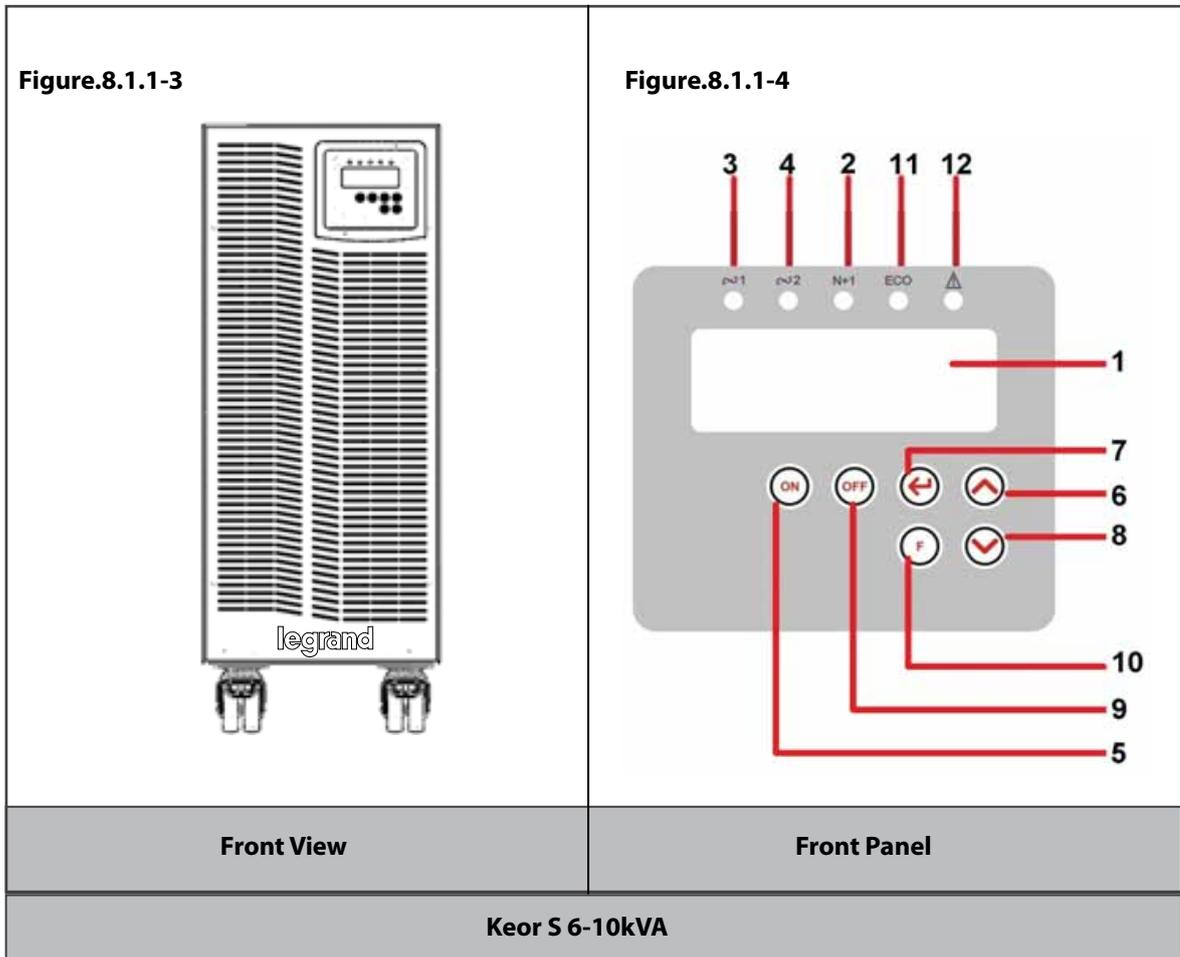 Figure.8.1.1-3
Figure.8.1.1-4
3 4 2 11 12
∾1 ∾2 N+1 ECO
1
7
ON OFF
6
8
F
10
9
5
legrand
Front View
Front Panel
Keor S 6-10kVA